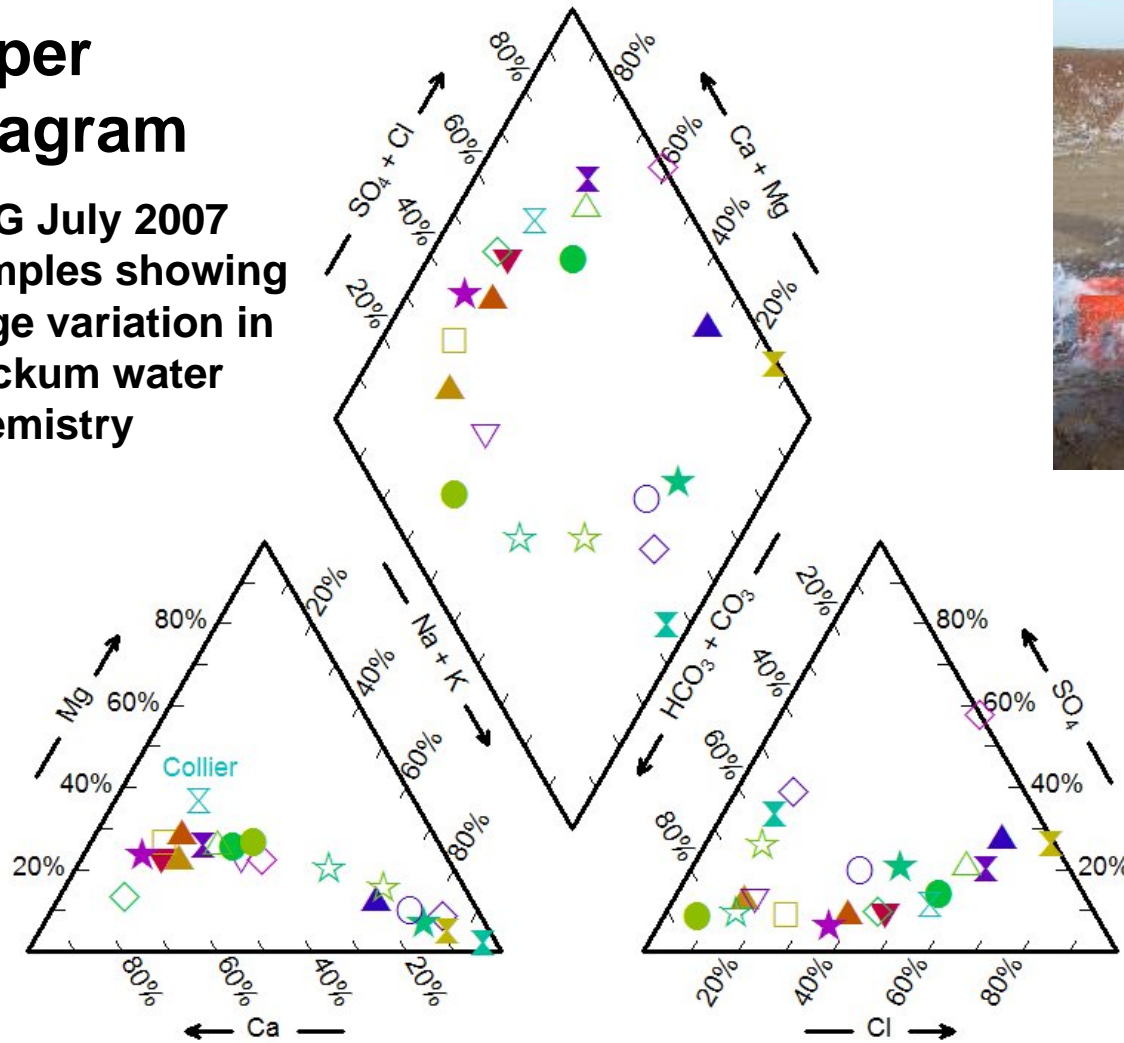 per
agram
G July 2007
mples showing
ge variation in
ckum water
emistry
80%
80%
SO₄ + Cl
60%
60%
Ca + Mg
40%
40%
20%
20%
Na + K
HCO₃ + CO₃
Mg
80%
60%
40%
20%
20%
40%
60%
80%
Collier
80%
60%
40%
20%
Ca
20%
40%
60%
80%
80%
60%
40%
20%
SO₄
20%
40%
60%
80%
Cl